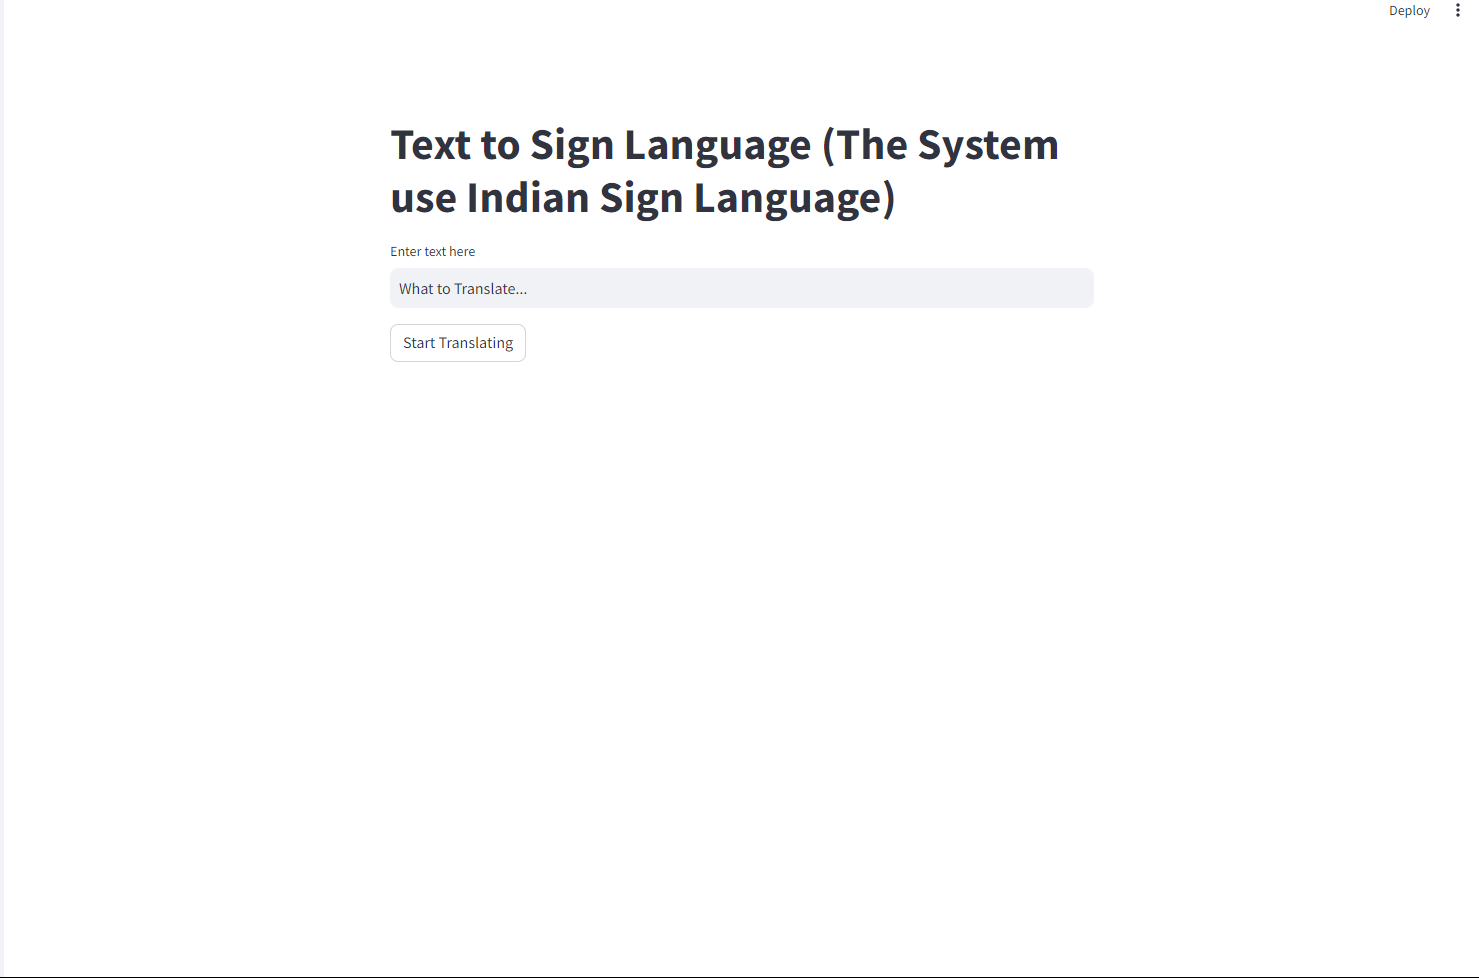 Deploy
Text to Sign Language (The System
use Indian Sign Language)
Enter text here
What to Translate...
Start Translating